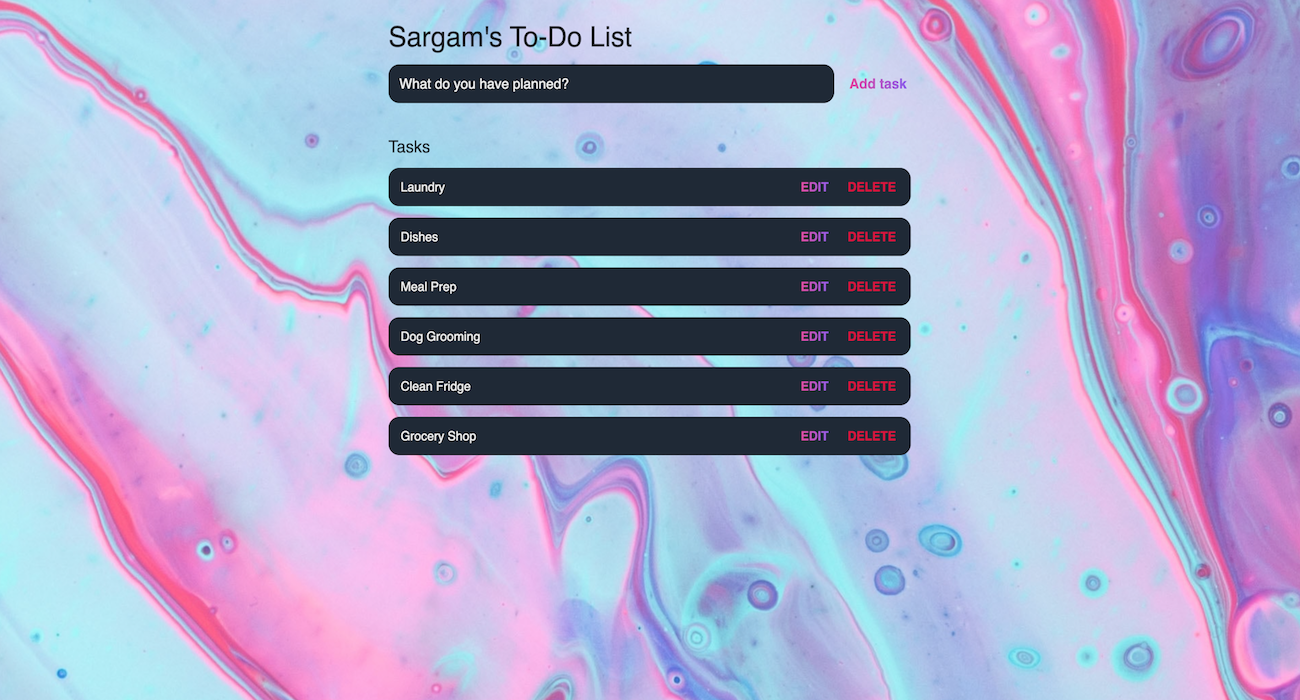 Sargam's To-Do List
What do you have planned? Add task
Tasks
Laundry EDIT DELETE
Dishes EDIT DELETE
Meal Prep EDIT DELETE
Dog Grooming EDIT DELETE
Clean Fridge EDIT DELETE
Grocery Shop EDIT DELETE